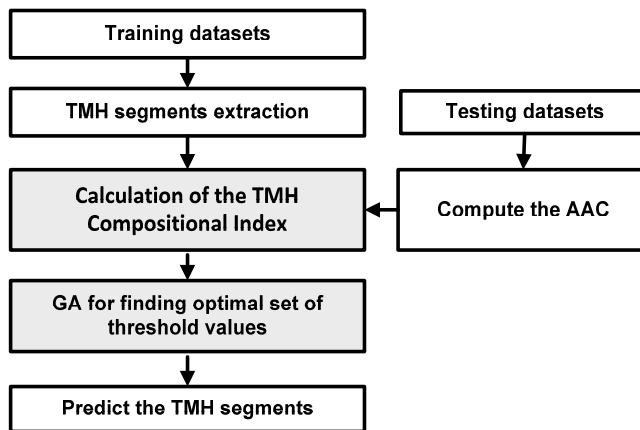 Training datasets
TMH segments extraction
Testing datasets
Calculation of the TMH
Compositional Index
Compute the AAC
GA for finding optimal set of
threshold values
Predict the TMH segments